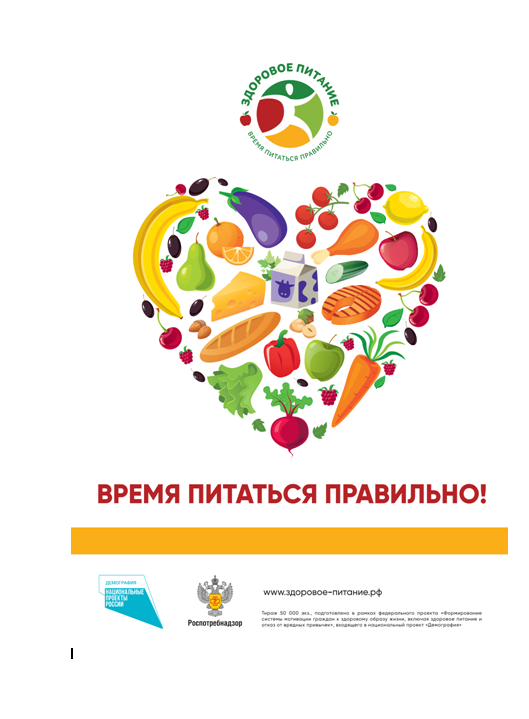 ЗДОРОВОЕ ПИТАНИЕ
ВРЕМЯ ПИТАТЬСЯ ПРАВИЛЬНО
ВРЕМЯ ПИТАТЬСЯ ПРАВИЛЬНО!
ДЕМОГРАФИЯ
НАЦИОНАЛЬНЫЕ
ПРОЕКТЫ
РОССИИ
Роспотребнадзор
www.здоровое-питание.рф
Тираж 50 000 экз., подготовлено в рамках федерального проекта «Формирование
системы мотивации граждан к здоровому образу жизни, включая здоровое питание и
отказ от вредных привычек», входящего в национальный проект «Демография»